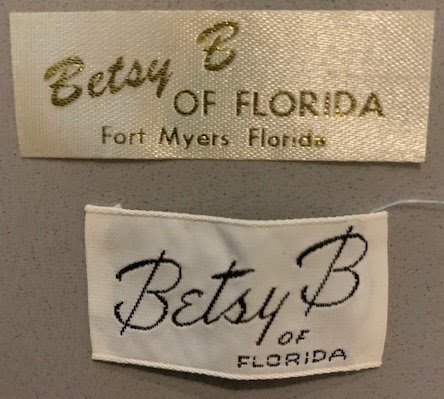 Betsy B
OF FLORIDA
Fort Myers Florida
Betsy B
OF
FLORIDA